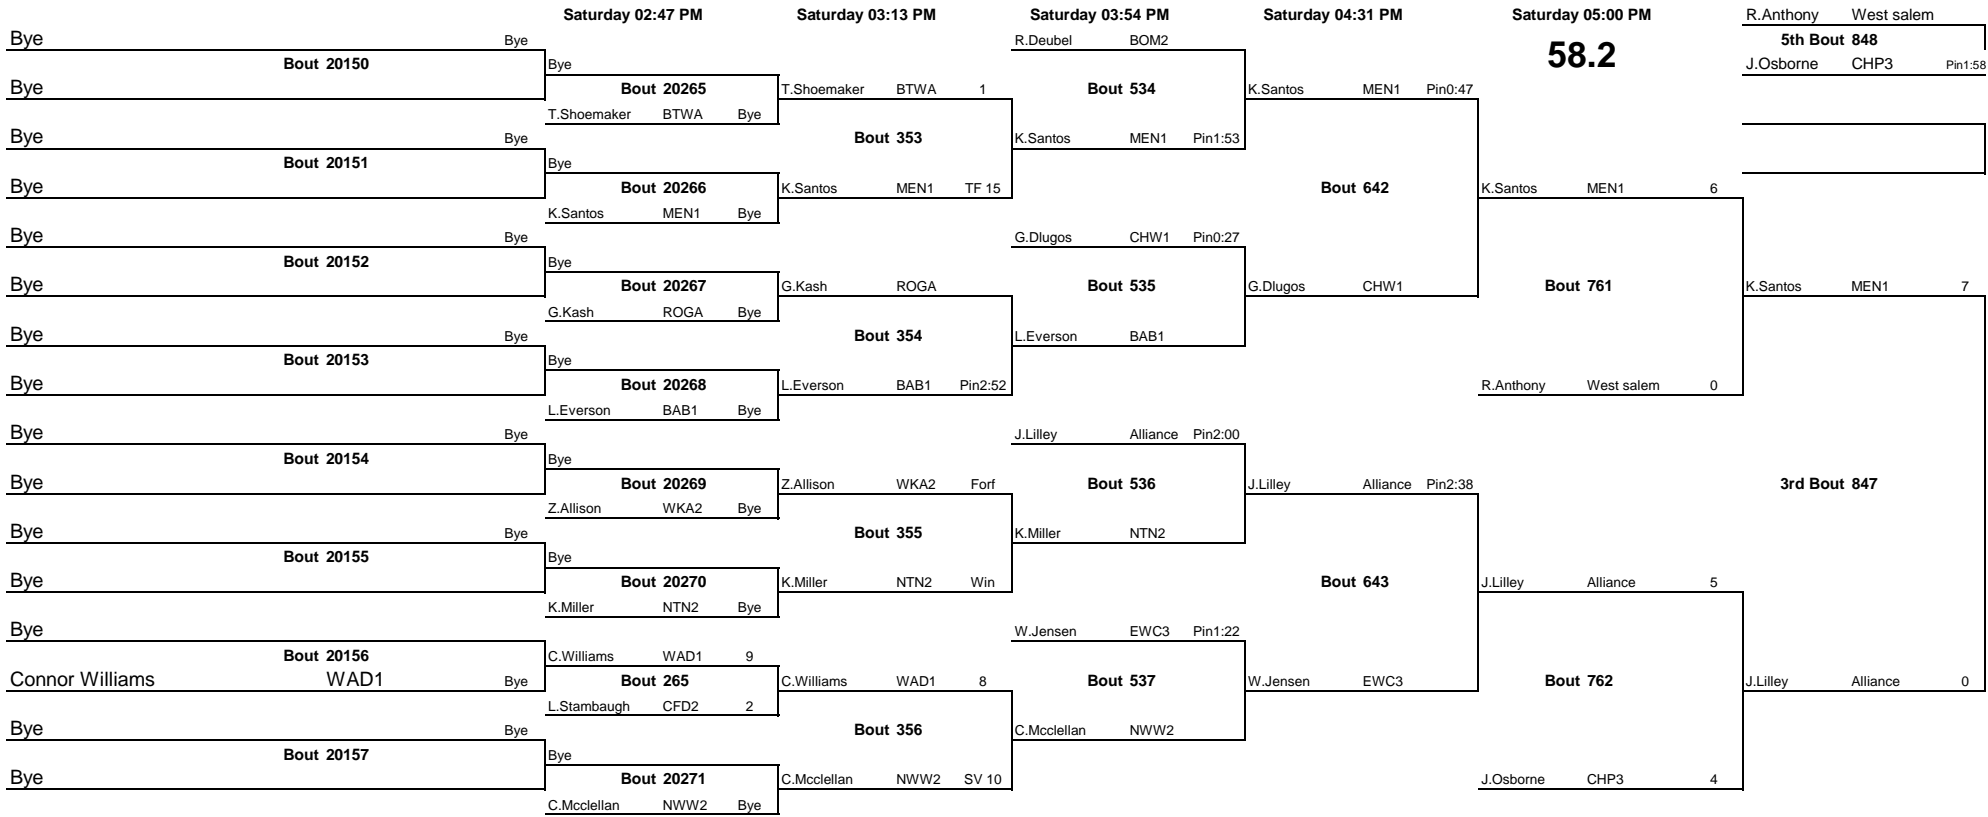 Saturday 02:47 PM Saturday 03:13 PM Saturday 03:54 PM Saturday 04:31 PM Saturday 05:00 PM R.Anthony West salem
Bye Bye R.Deubel BOM2 58.2 5th Bout 848
Bout 20150 Bye J.Osborne CHP3 Pin1:58
Bye Bout 20265 T.Shoemaker BTWA 1 Bout 534 K.Santos MEN1 Pin0:47
T.Shoemaker BTWA Bye
Bye Bye Bout 353 K.Santos MEN1 Pin1:53
Bout 20151 Bye
Bye Bout 20266 K.Santos MEN1 TF 15 Bout 642 K.Santos MEN1 6
K.Santos MEN1 Bye
Bye Bye G.Dlugos CHW1 Pin0:27
Bout 20152 Bye
Bye Bout 20267 G.Kash ROGA Bout 535 G.Dlugos CHW1 Bout 761 K.Santos MEN1 7
G.Kash ROGA Bye
Bye Bye Bout 354 L.Everson BAB1
Bout 20153 Bye
Bye Bout 20268 L.Everson BAB1 Pin2:52 R.Anthony West salem 0
L.Everson BAB1 Bye
Bye Bye J.Lilley Alliance Pin2:00
Bout 20154 Bye
Bye Bout 20269 Z.Allison WKA2 Forf Bout 536 J.Lilley Alliance Pin2:38 3rd Bout 847
Z.Allison WKA2 Bye
Bye Bye Bout 355 K.Miller NTN2
Bout 20155 Bye
Bye Bout 20270 K.Miller NTN2 Win Bout 643 J.Lilley Alliance 5
K.Miller NTN2 Bye
Bye W.Jensen EWC3 Pin1:22
Bout 20156 C.Williams WAD1 9
Connor Williams WAD1 Bye Bout 265 C.Williams WAD1 8 Bout 537 W.Jensen EWC3 Bout 762 J.Lilley Alliance 0
L.Stambaugh CFD2 2
Bye Bye Bout 356 C.Mcclellan NWW2
Bout 20157 Bye
Bye Bout 20271 C.Mcclellan NWW2 SV 10 J.Osborne CHP3 4
C.Mcclellan NWW2 Bye